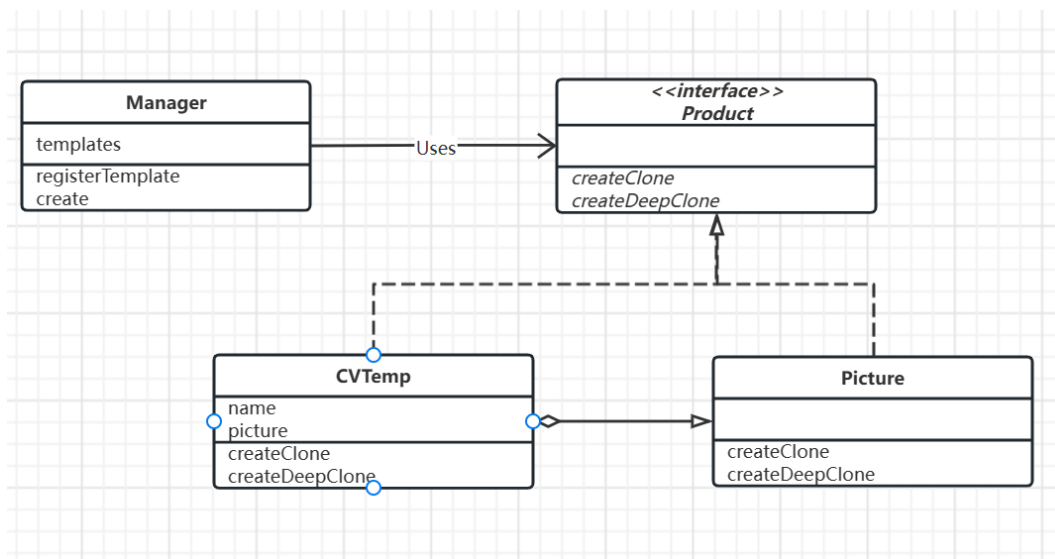 Manager
templates
registerTemplate
create
Uses
<<interface>>
Product
createClone
createDeepClone
CVTemp
name
picture
createClone
createDeepClone
Picture
createClone
createDeepClone